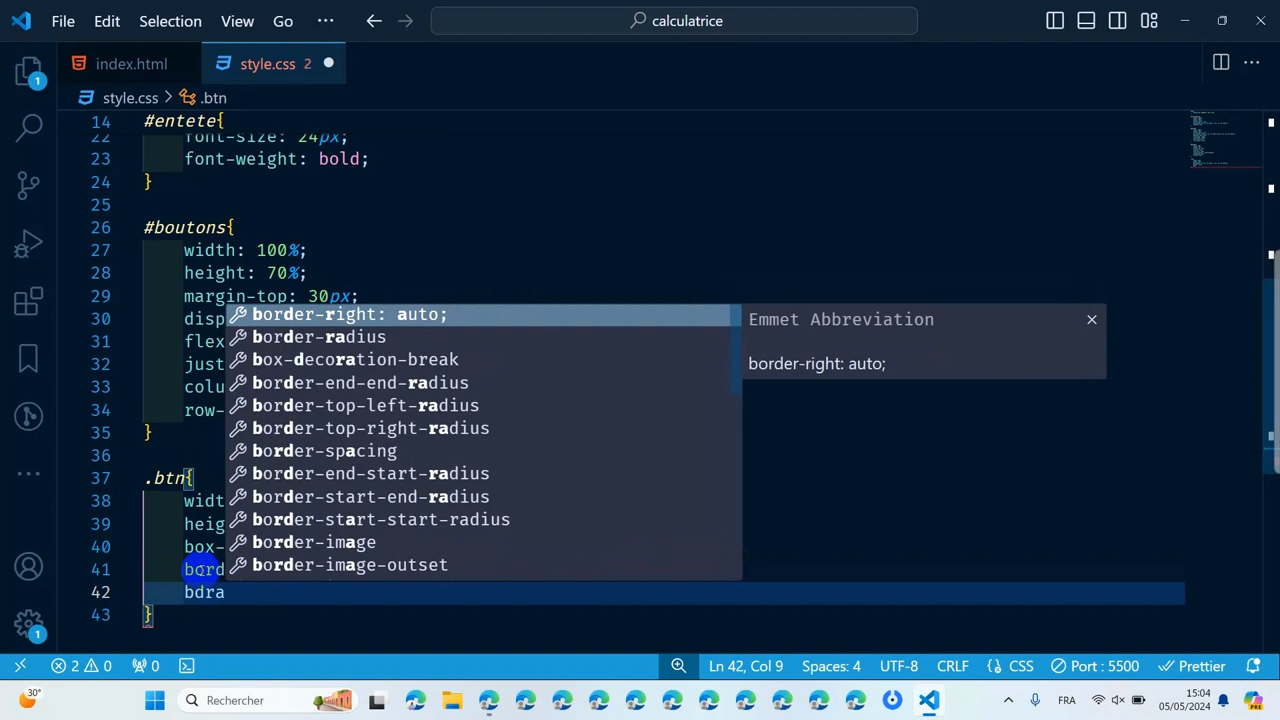 File Edit Selection View Go ··· calculatrice
index.html style.css 2
style.css > .btn
14 #entete{
22 font-size: 24px;
23 font-weight: bold;
24 }
25
26 #boutons{
27 width: 100%;
28 height: 70%;
29 margin-top: 30px;
30 disp
31 flex
32 just
33 colu
34 row-
35 }
36
37 .btn{
38 widt
39 heig
40 box-
41 bord
42 bdra
43 }
border-right: auto;
border-radius
box-decoration-break
border-end-end-radius
border-top-left-radius
border-top-right-radius
border-spacing
border-end-start-radius
border-start-end-radius
border-start-start-radius
border-image
border-image-outset
Emmet Abbreviation
border-right: auto;
1
1
2 0 0 Ln 42, Col 9 Spaces: 4 UTF-8 CRLF {} CSS Port : 5500 Prettier
30° Rechercher FRA 15:04
05/05/2024
PRE